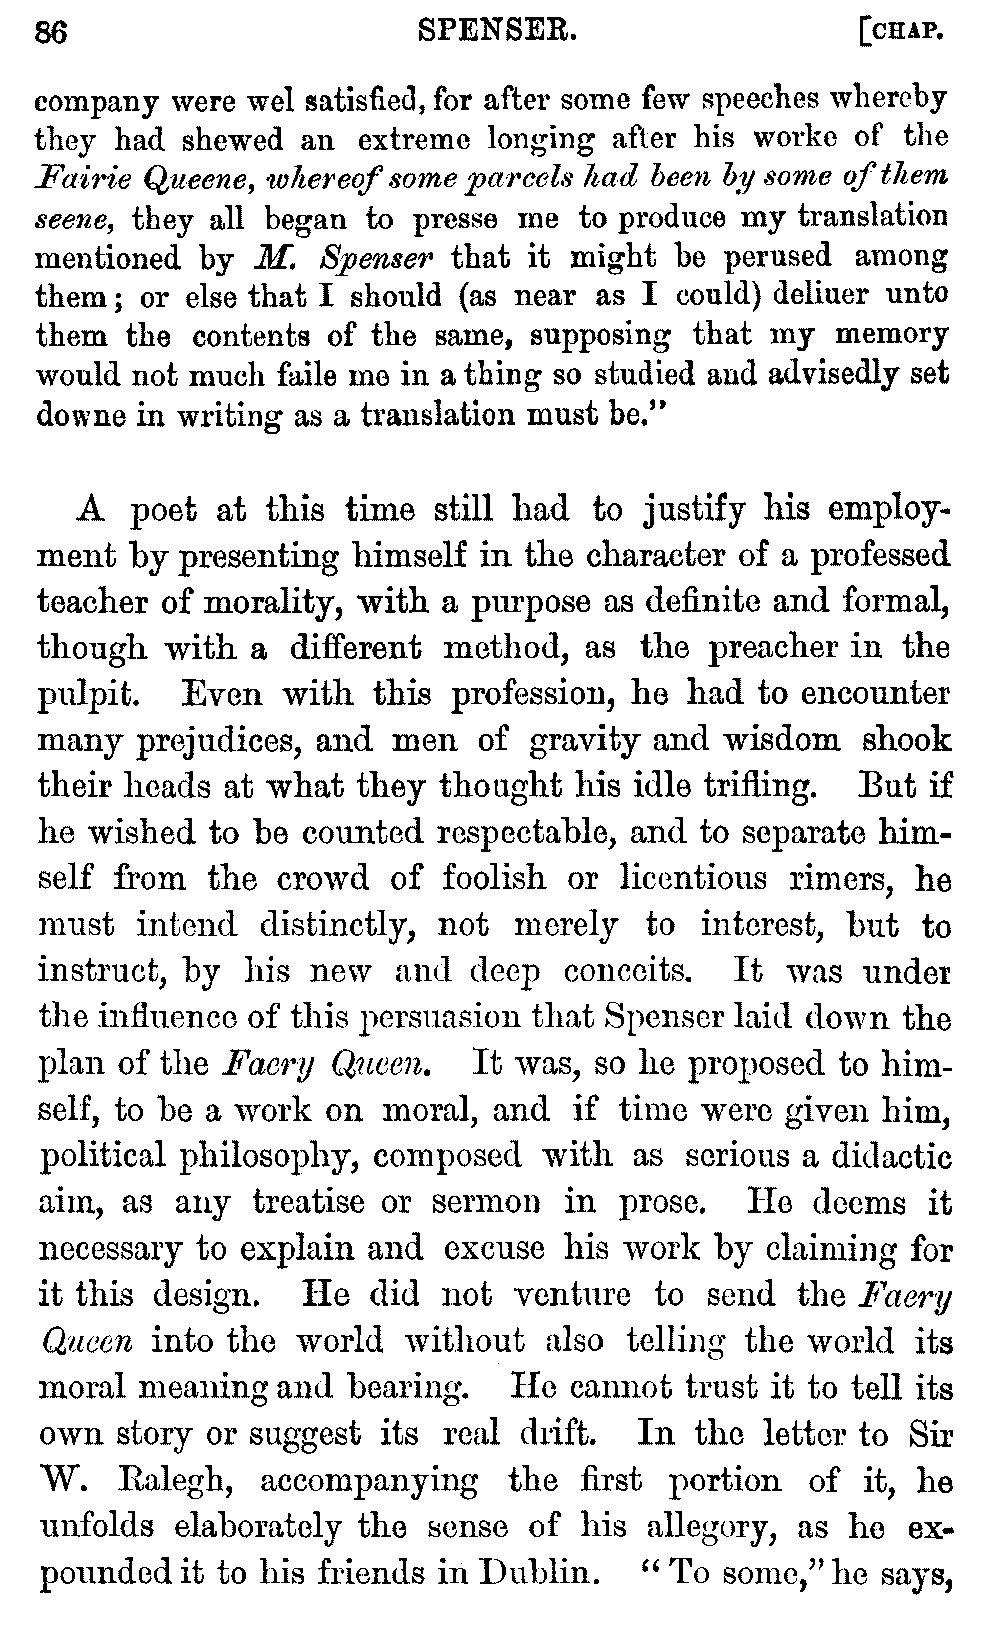 86 SPENSER. [CHAP.
company were wel satisfied, for after some few speeches whereby
they had shewed an extreme longing after his worke of the
Fairie Queene, whereof some parcels had been by some of them
seene, they all began to presse me to produce my translation
mentioned by M. Spenser that it might be perused among
them; or else that I should (as near as I could) deliuer unto
them the contents of the same, supposing that my memory
would not much faile me in a thing so studied and advisedly set
downe in writing as a translation must be."
A poet at this time still had to justify his employ-
ment by presenting himself in the character of a professed
teacher of morality, with a purpose as definite and formal,
though with a different method, as the preacher in the
pulpit. Even with this profession, he had to encounter
many prejudices, and men of gravity and wisdom shook
their heads at what they thought his idle trifling. But if
he wished to be counted respectable, and to separate him-
self from the crowd of foolish or licentious rimers, he
must intend distinctly, not merely to interest, but to
instruct, by his new and deep conceits. It was under
the influence of this persuasion that Spenser laid down the
plan of the Faery Queen. It was, so he proposed to him-
self, to be a work on moral, and if time were given him,
political philosophy, composed with as serious a didactic
aim, as any treatise or sermon in prose. He deems it
necessary to explain and excuse his work by claiming for
it this design. He did not venture to send the Faery
Queen into the world without also telling the world its
moral meaning and bearing. He cannot trust it to tell its
own story or suggest its real drift. In the letter to Sir
W. Ralegh, accompanying the first portion of it, he
unfolds elaborately the sense of his allegory, as he ex-
pounded it to his friends in Dublin. "To some," he says,